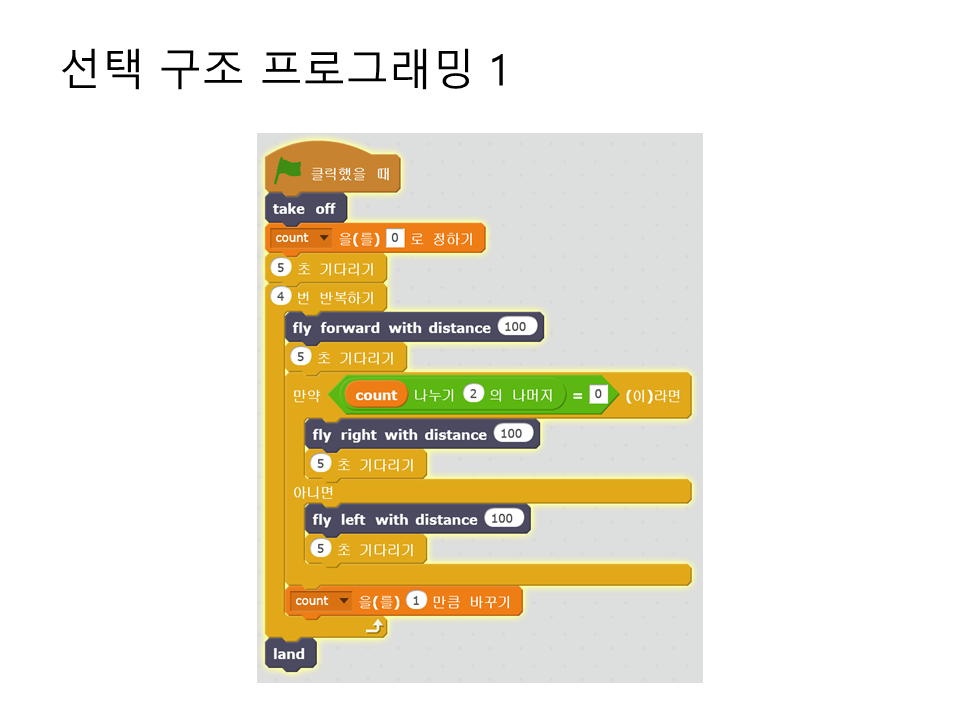 선택 구조 프로그래밍 1
클릭했을 때
take off
count 을(를) 0 로 정하기
5 초 기다리기
4 번 반복하기
fly forward with distance 100
5 초 기다리기
만약 count 나누기 2 의 나머지 = 0 (이)라면
fly right with distance 100
5 초 기다리기
아니면
fly left with distance 100
5 초 기다리기
count 을(를) 1 만큼 바꾸기
land